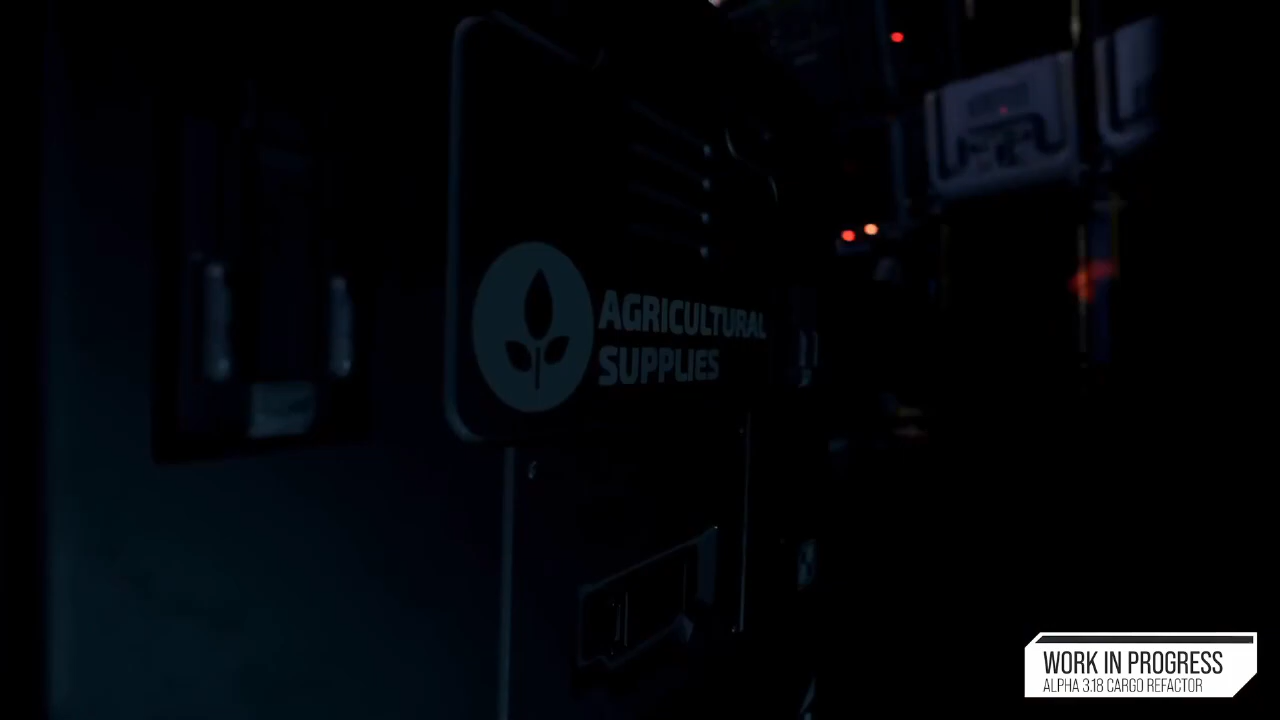 AGRICULTURAL
SUPPLIES
WORK IN PROGRESS
ALPHA 3.18 CARGO REFACTOR